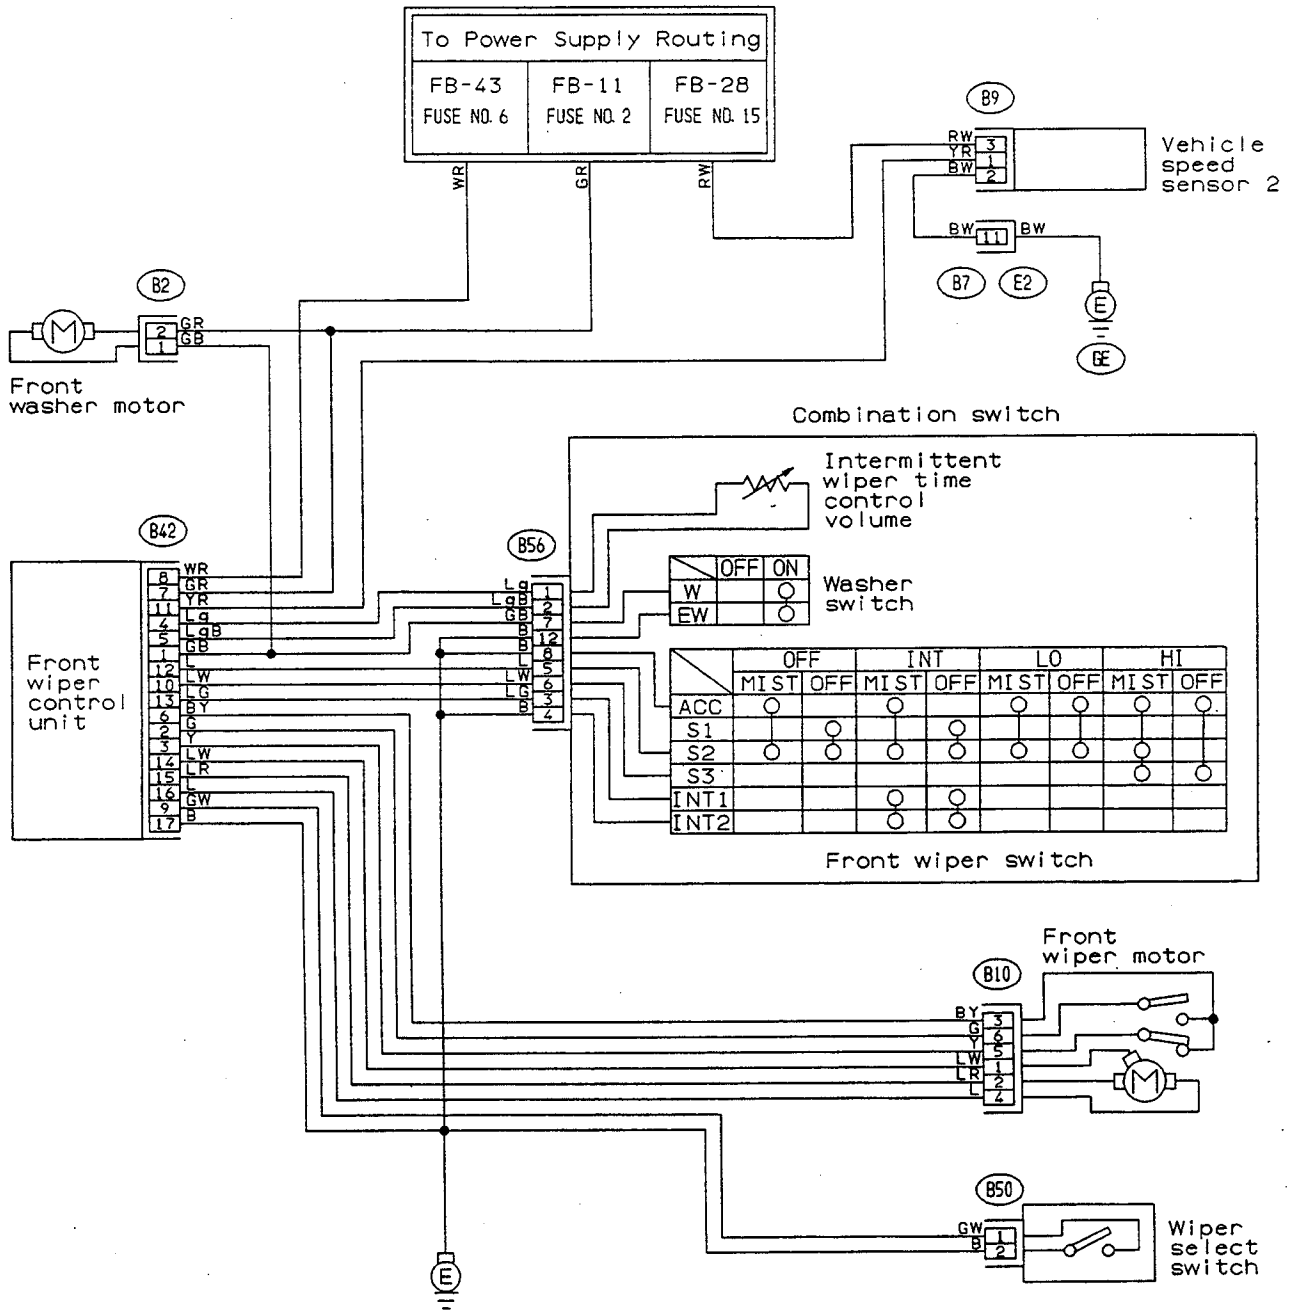 To Power Supply Routing
FB-43 FB-11 FB-28
FUSE NO. 6 FUSE NO. 2 FUSE NO. 15
WR GR RW
B9
RW 3
YR 1
BW 2
Vehicle
speed
sensor 2
BW 11 BW
B7 E2
E
GE
B2
M
2 GR
1 GB
Front
washer motor
Combination switch
Intermittent
wiper time
control
volume
B42
B56
Front
wiper
control
unit
8 WR
7 GR
11 YR
4 Lg
5 LgB
1 GB
12 L
10 LW
13 LG
6 BY
2 G
3 Y
14 LW
15 LR
16 L
9 GW
17 B
Lg 1
LgB 2
GB 7
B 12
B 8
L 5
LW 6
LG 3
B 4
OFF ON
W
EW
Washer
switch
OFF INT LO HI
MIST OFF MIST OFF MIST OFF MIST OFF
ACC
S1
S2
S3
INT1
INT2
Front wiper switch
Front
wiper motor
B10
BY 3
G 6
Y 5
LW 1
LR 2
L 4
M
B50
GW 1
B 2
Wiper
select
switch
E